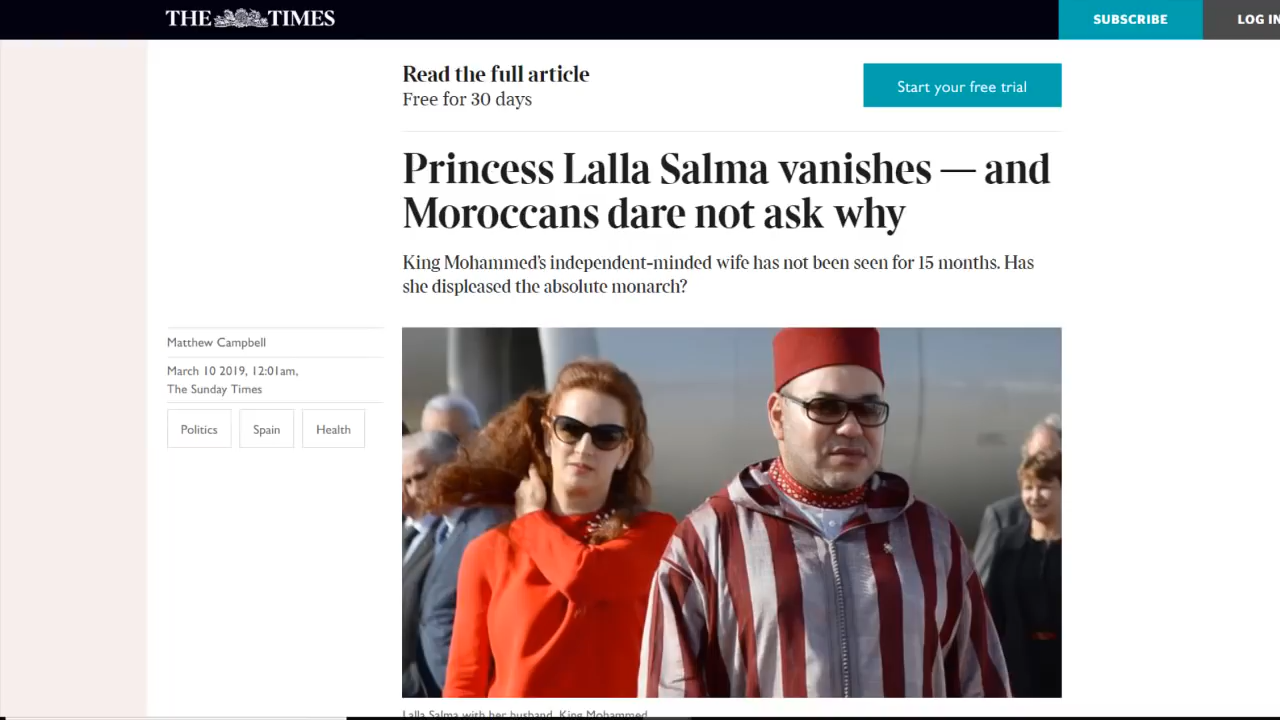 THE TIMES
SUBSCRIBE
LOG IN
Read the full article
Free for 30 days
Start your free trial
Princess Lalla Salma vanishes — and
Moroccans dare not ask why
King Mohammed's independent-minded wife has not been seen for 15 months. Has
she displeased the absolute monarch?
Matthew Campbell
March 10 2019, 12:01am,
The Sunday Times
Politics
Spain
Health
Lalla Salma with her husband, King Mohammed